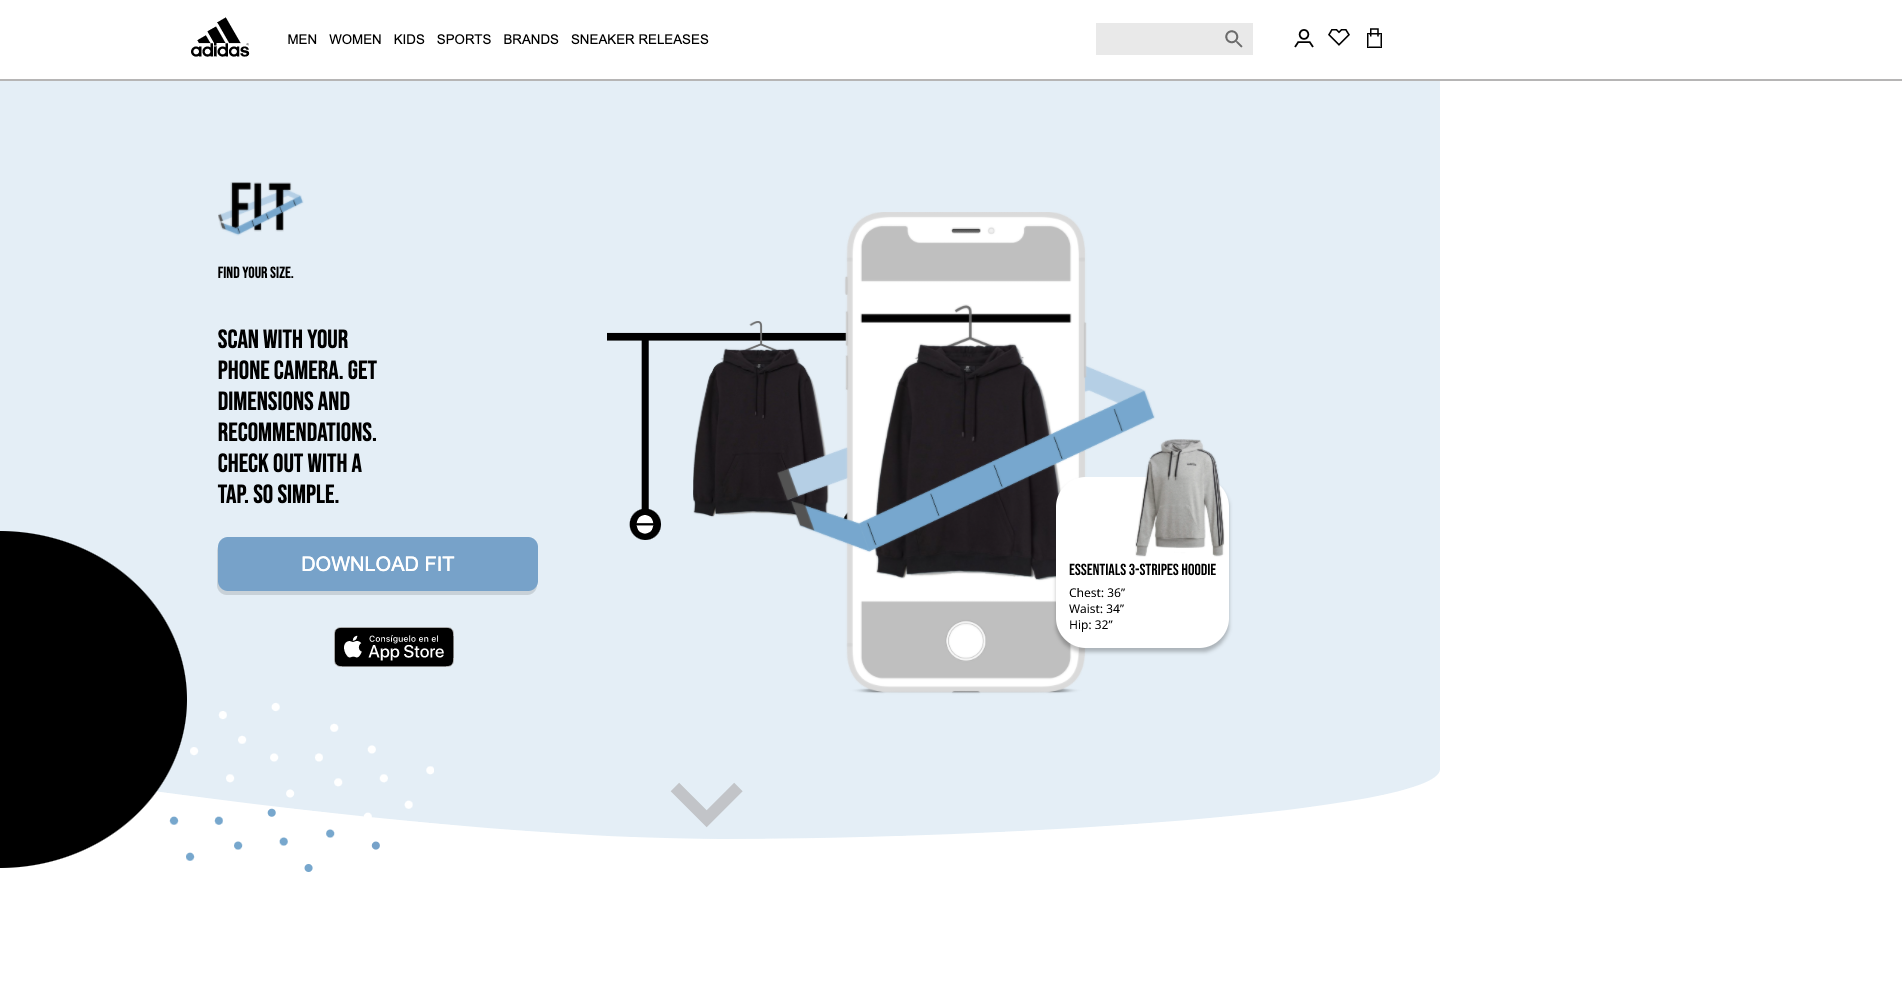 adidas
MEN WOMEN KIDS SPORTS BRANDS SNEAKER RELEASES
FIT
FIND YOUR SIZE.
SCAN WITH YOUR
PHONE CAMERA. GET
DIMENSIONS AND
RECOMMENDATIONS.
CHECK OUT WITH A
TAP. SO SIMPLE.
DOWNLOAD FIT
Consíguelo en el
App Store
ESSENTIALS 3-STRIPES HOODIE
Chest: 36”
Waist: 34”
Hip: 32”